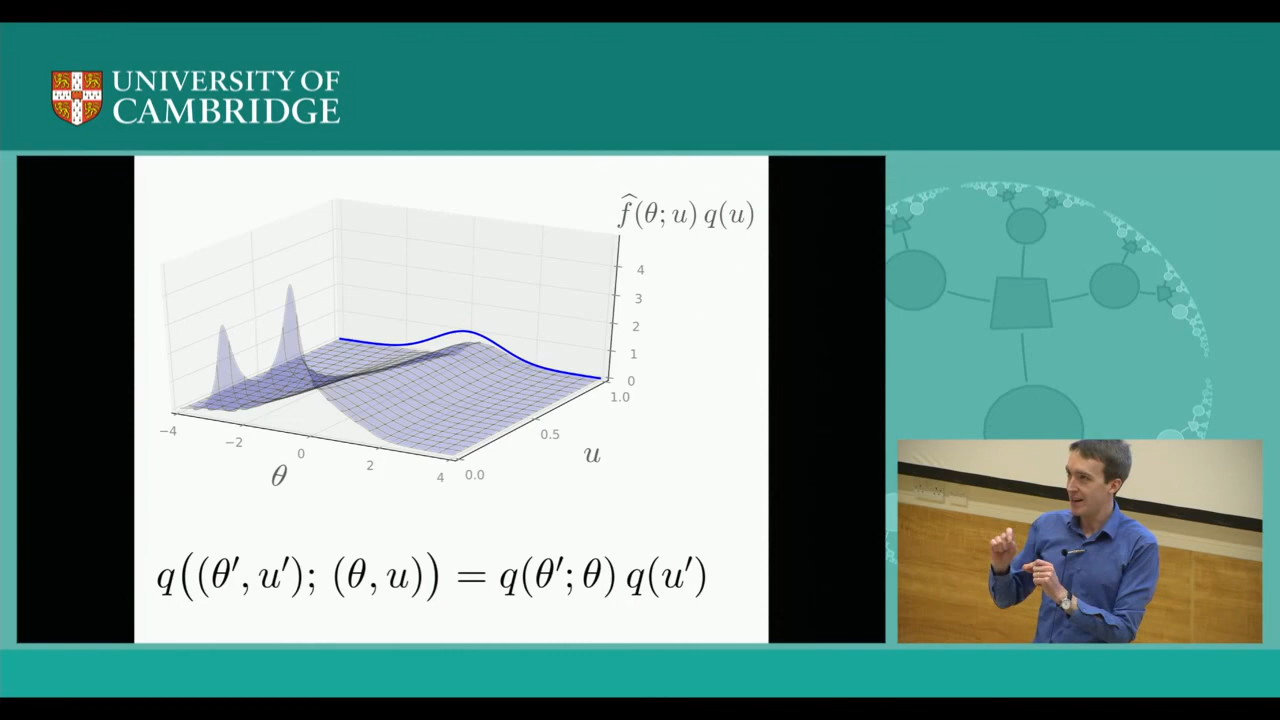 UNIVERSITY OF
CAMBRIDGE
f̂(θ; u) q(u)
4
3
2
1
0
1.0
0.5
0.0
u
−4
−2
0
2
4
θ
q((θ′, u′); (θ, u)) = q(θ′; θ) q(u′)